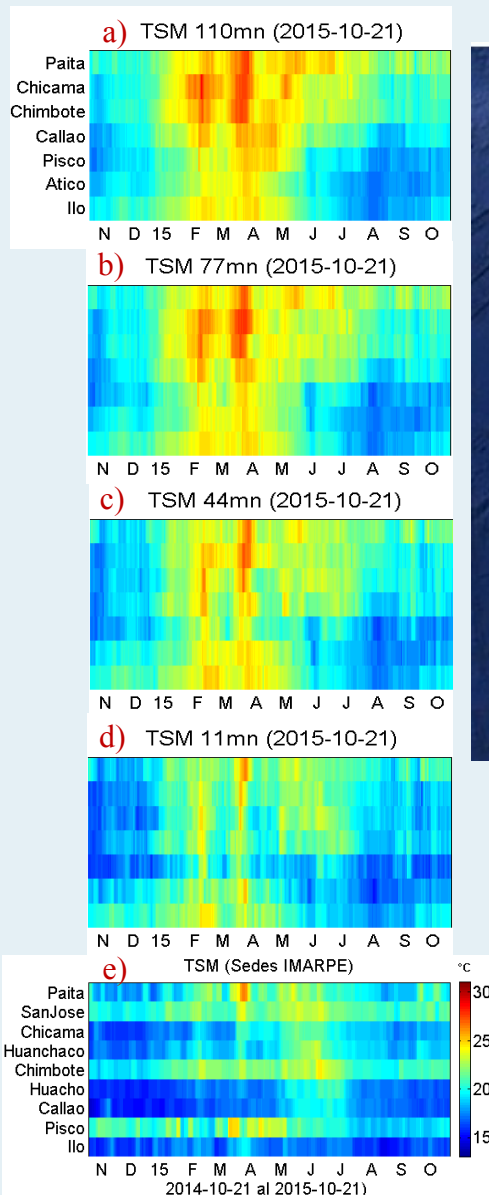 a) TSM 110mn (2015-10-21)
Paita
Chicama
Chimbote
Callao
Pisco
Atico
Ilo
N D 15 F M A M J J A S O
b) TSM 77mn (2015-10-21)
N D 15 F M A M J J A S O
c) TSM 44mn (2015-10-21)
N D 15 F M A M J J A S O
d) TSM 11mn (2015-10-21)
N D 15 F M A M J J A S O
e) TSM (Sedes IMARPE) °C
Paita
SanJose
Chicama
Huanchaco
Chimbote
Huacho
Callao
Pisco
Ilo
30
25
20
15
N D 15 F M A M J J A S O
2014-10-21 al 2015-10-21)